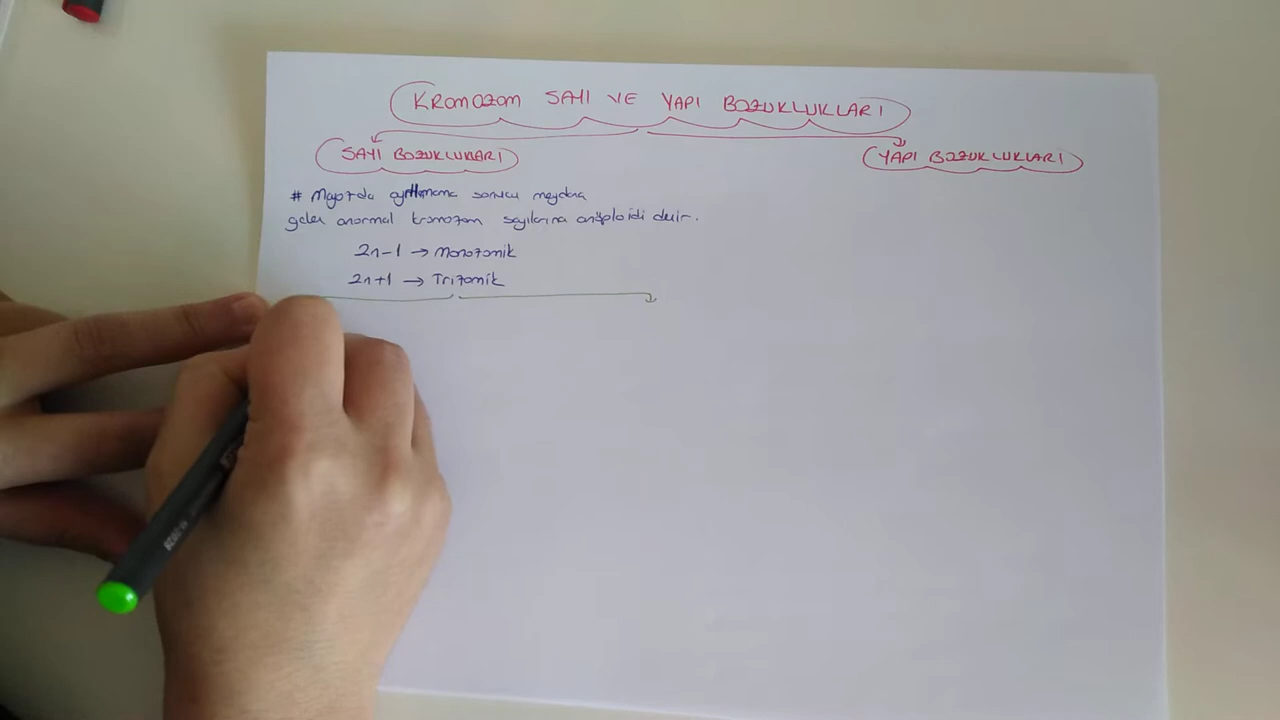 KROMOZOM SAYI VE YAPI BOZUKLUKLARI
SAYI BOZUKLUKLARI
YAPI BOZUKLUKLARI
# Mayozda ayrılmama sonucu meydana
gelen anormal kromozom sayılarına anöploidi denir.
2n-1 → Monozomik
2n+1 → Trizomik